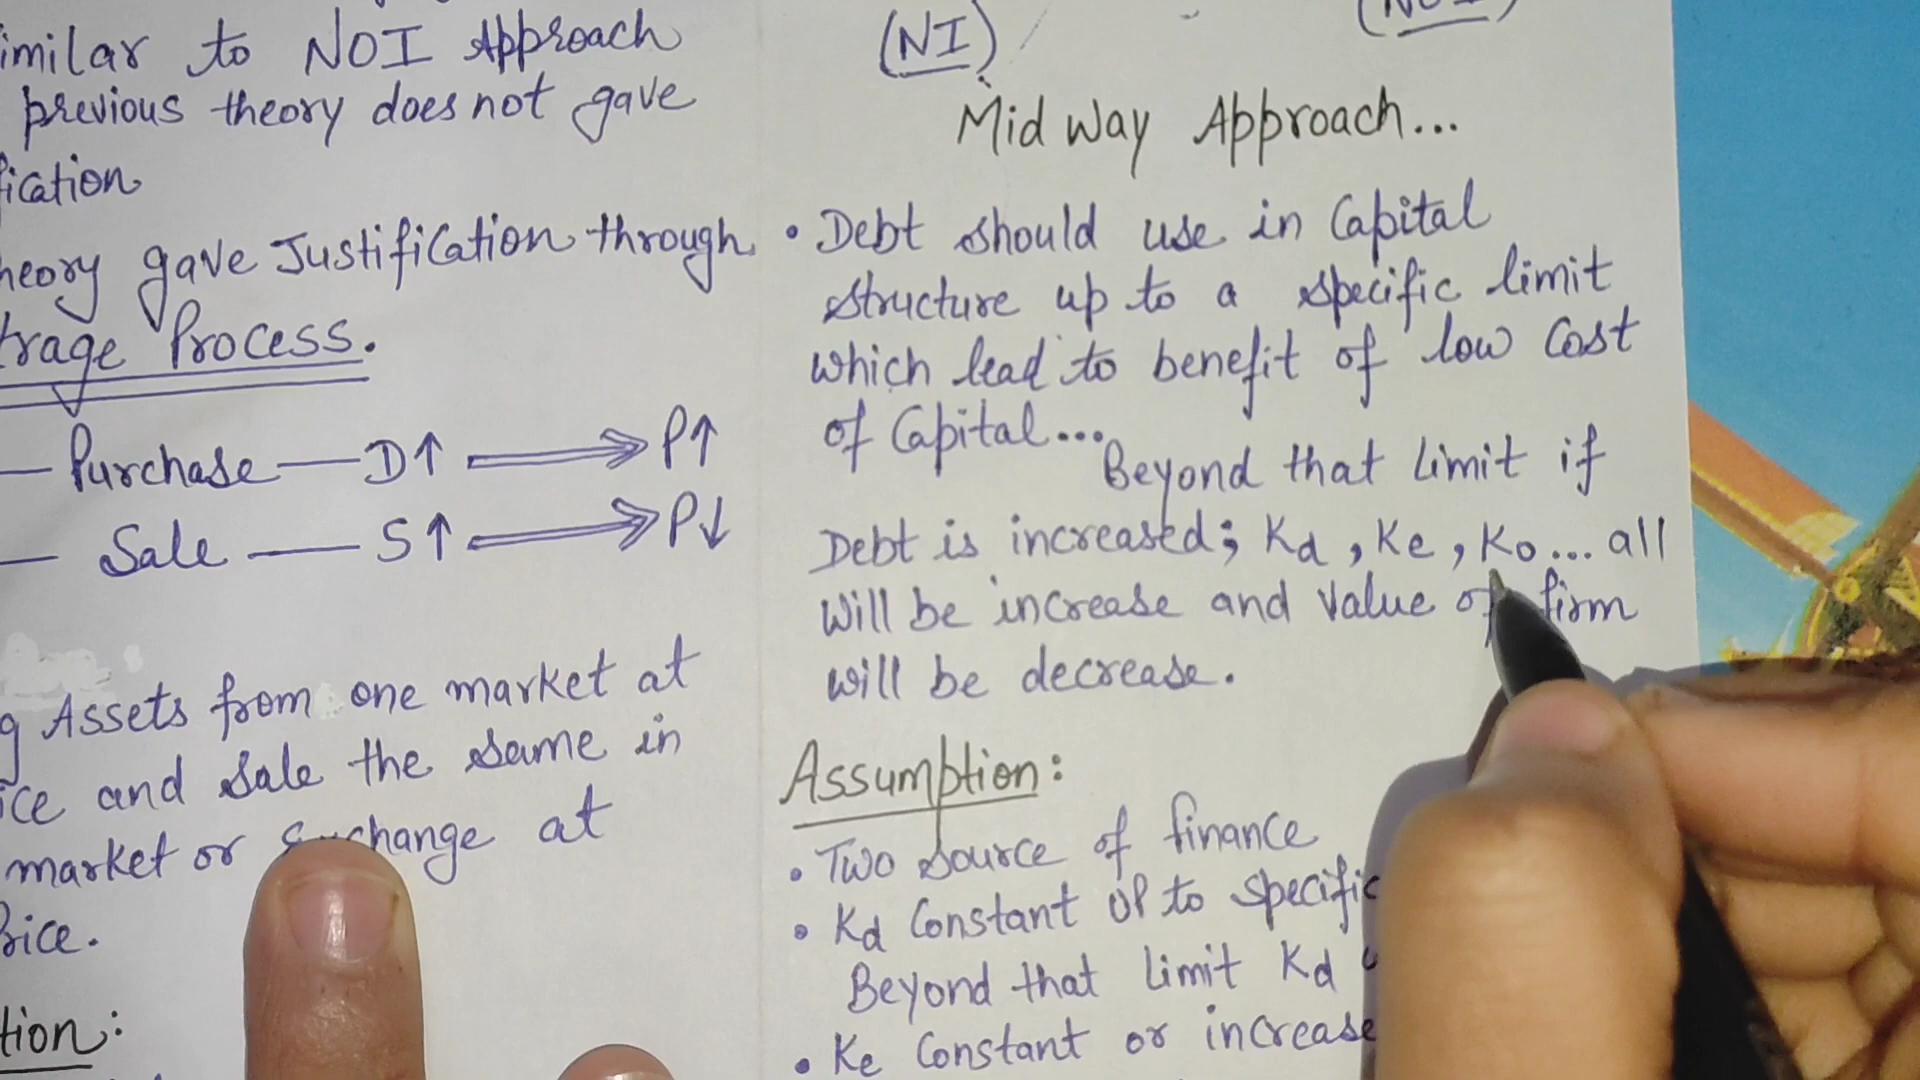 imilar to NOI Approach
previous theory does not gave
fication
heory gave Justification through
trage Process.
— Purchase — D↑ ⟹ P↑
— Sale — S↑ ⟹ P↓
g Assets from one market at
ice and sale the same in
market or change at
Price.
tion:
(NI)
Mid way Approach...
• Debt should use in Capital
structure up to a specific limit
which lead to benefit of low cost
of Capital...
Beyond that limit if
Debt is increased; Kd, Ke, Ko... all
will be increase and value of firm
will be decrease.
Assumption:
• Two source of finance
• Kd Constant UP to specific
Beyond that limit Kd
• Ke Constant or increase